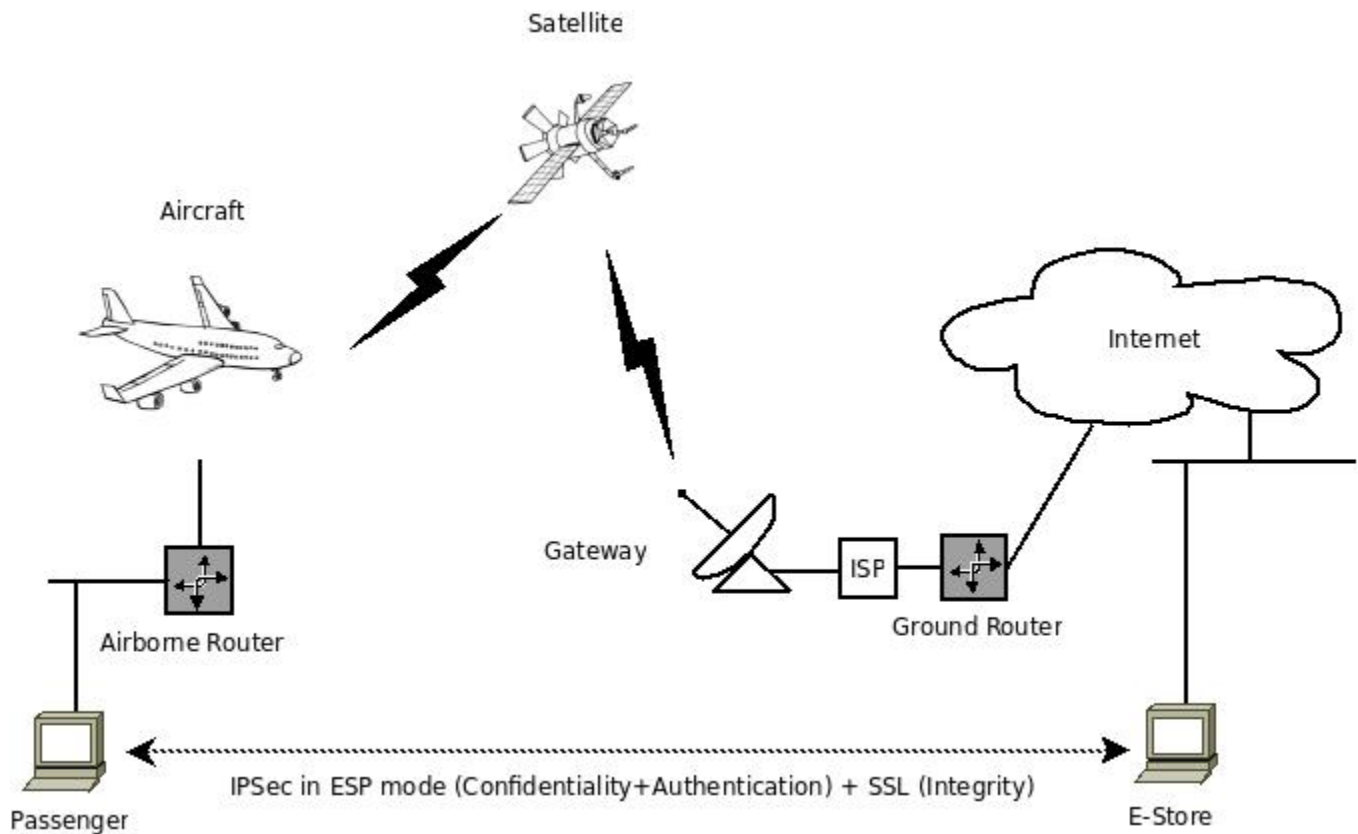 Satellite
Aircraft
Internet
Gateway
ISP
Ground Router
Airborne Router
IPSec in ESP mode (Confidentiality+Authentication) + SSL (Integrity)
Passenger
E-Store